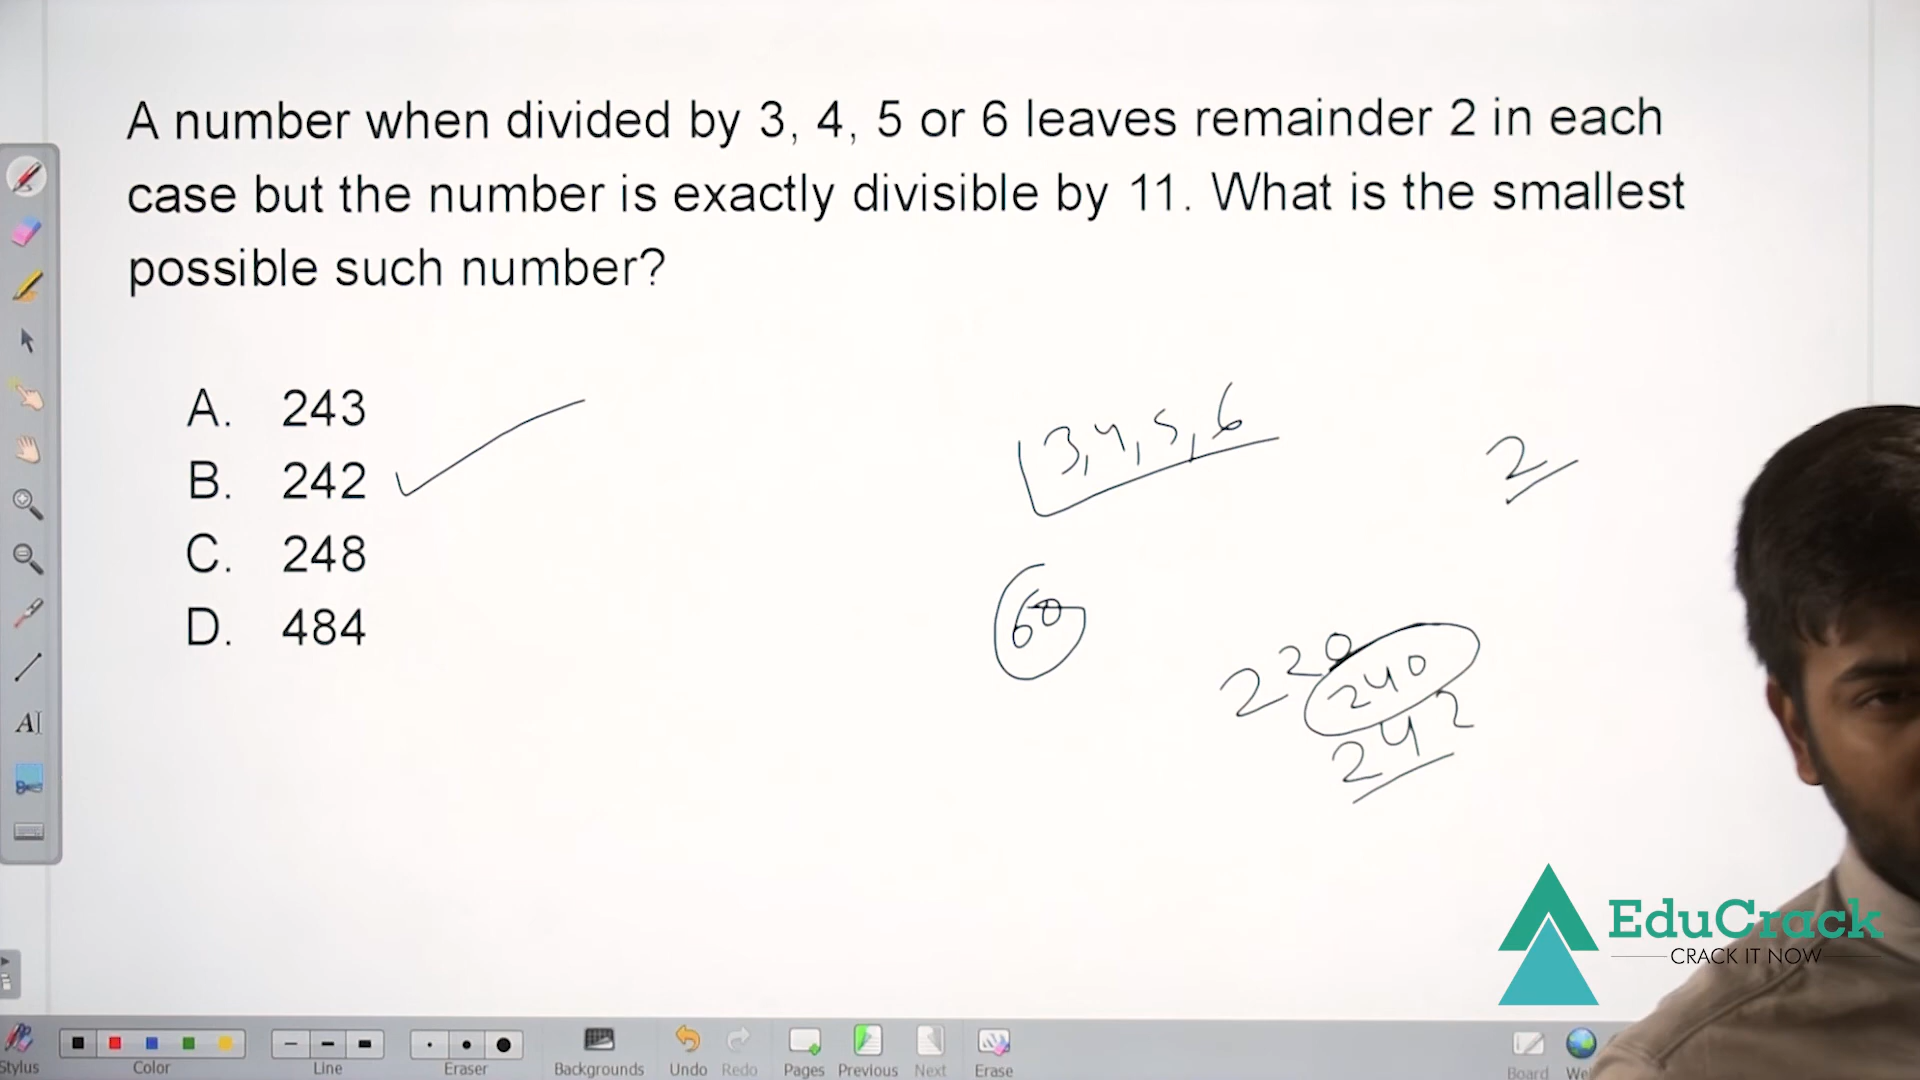 A number when divided by 3, 4, 5 or 6 leaves remainder 2 in each
case but the number is exactly divisible by 11. What is the smallest
possible such number?
A. 243
B. 242
C. 248
D. 484
3,4,5,6
2
60
220
240
242
EduCrack
CRACK IT NOW
AI
Stylus
Color
Line
Eraser
Backgrounds
Undo
Redo
Pages
Previous
Next
Erase
Board